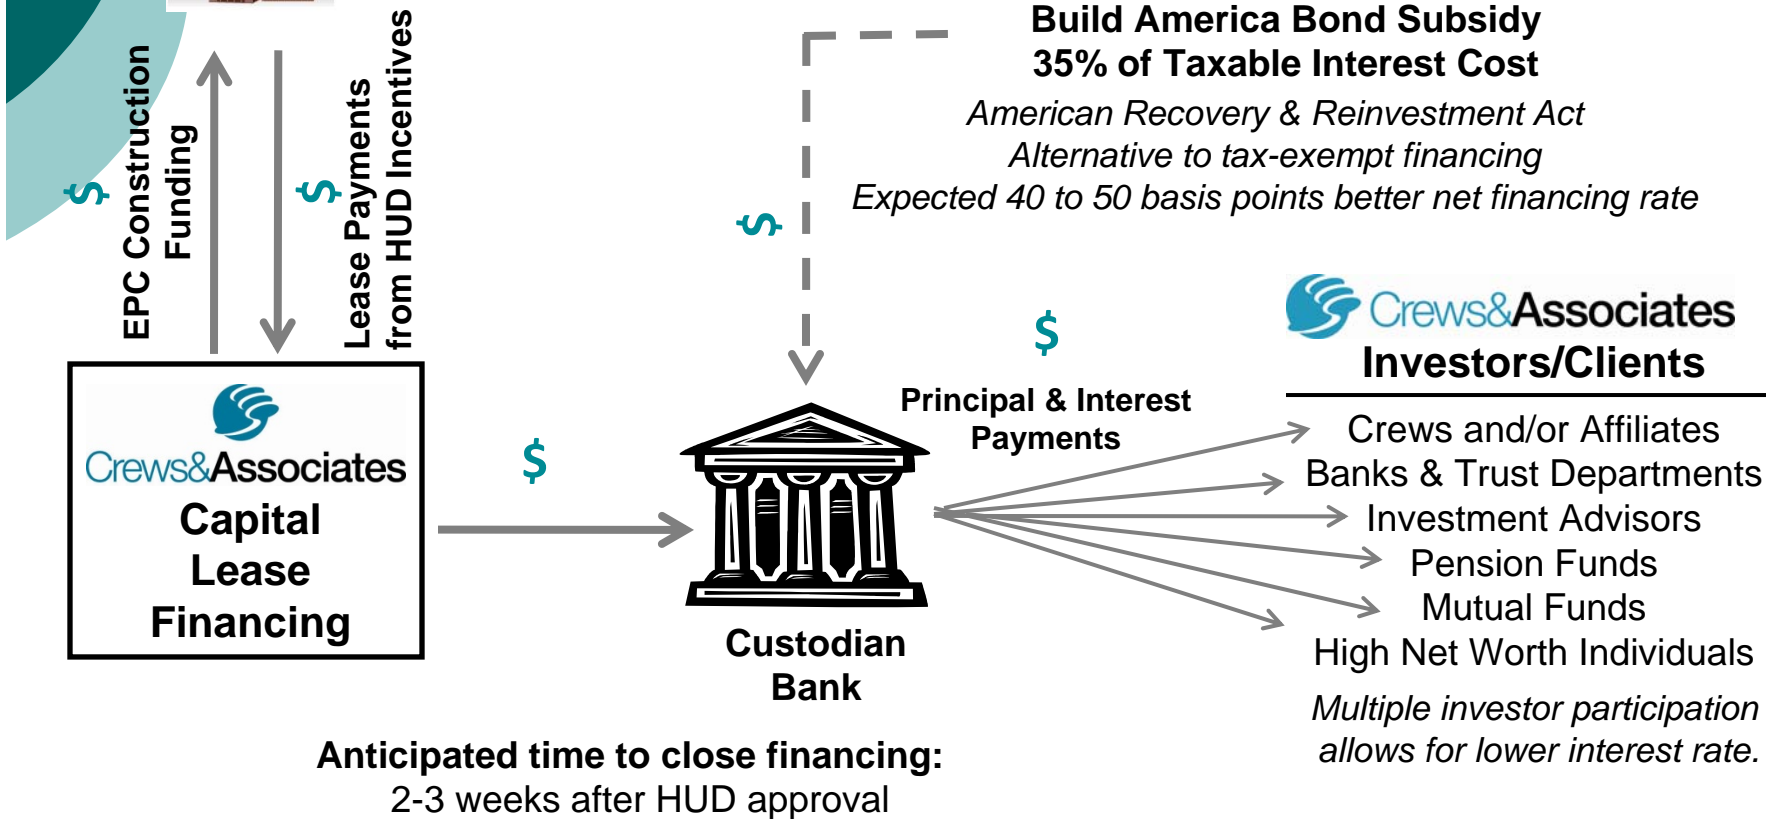 Build America Bond Subsidy
35% of Taxable Interest Cost
American Recovery & Reinvestment Act
Alternative to tax-exempt financing
Expected 40 to 50 basis points better net financing rate
$
EPC Construction
Funding
$
Lease Payments
from HUD Incentives
$
Crews&Associates
Capital
Lease
Financing
$
Custodian
Bank
$
Principal & Interest
Payments
Crews&Associates
Investors/Clients
Crews and/or Affiliates
Banks & Trust Departments
Investment Advisors
Pension Funds
Mutual Funds
High Net Worth Individuals
Multiple investor participation
allows for lower interest rate.
Anticipated time to close financing:
2-3 weeks after HUD approval